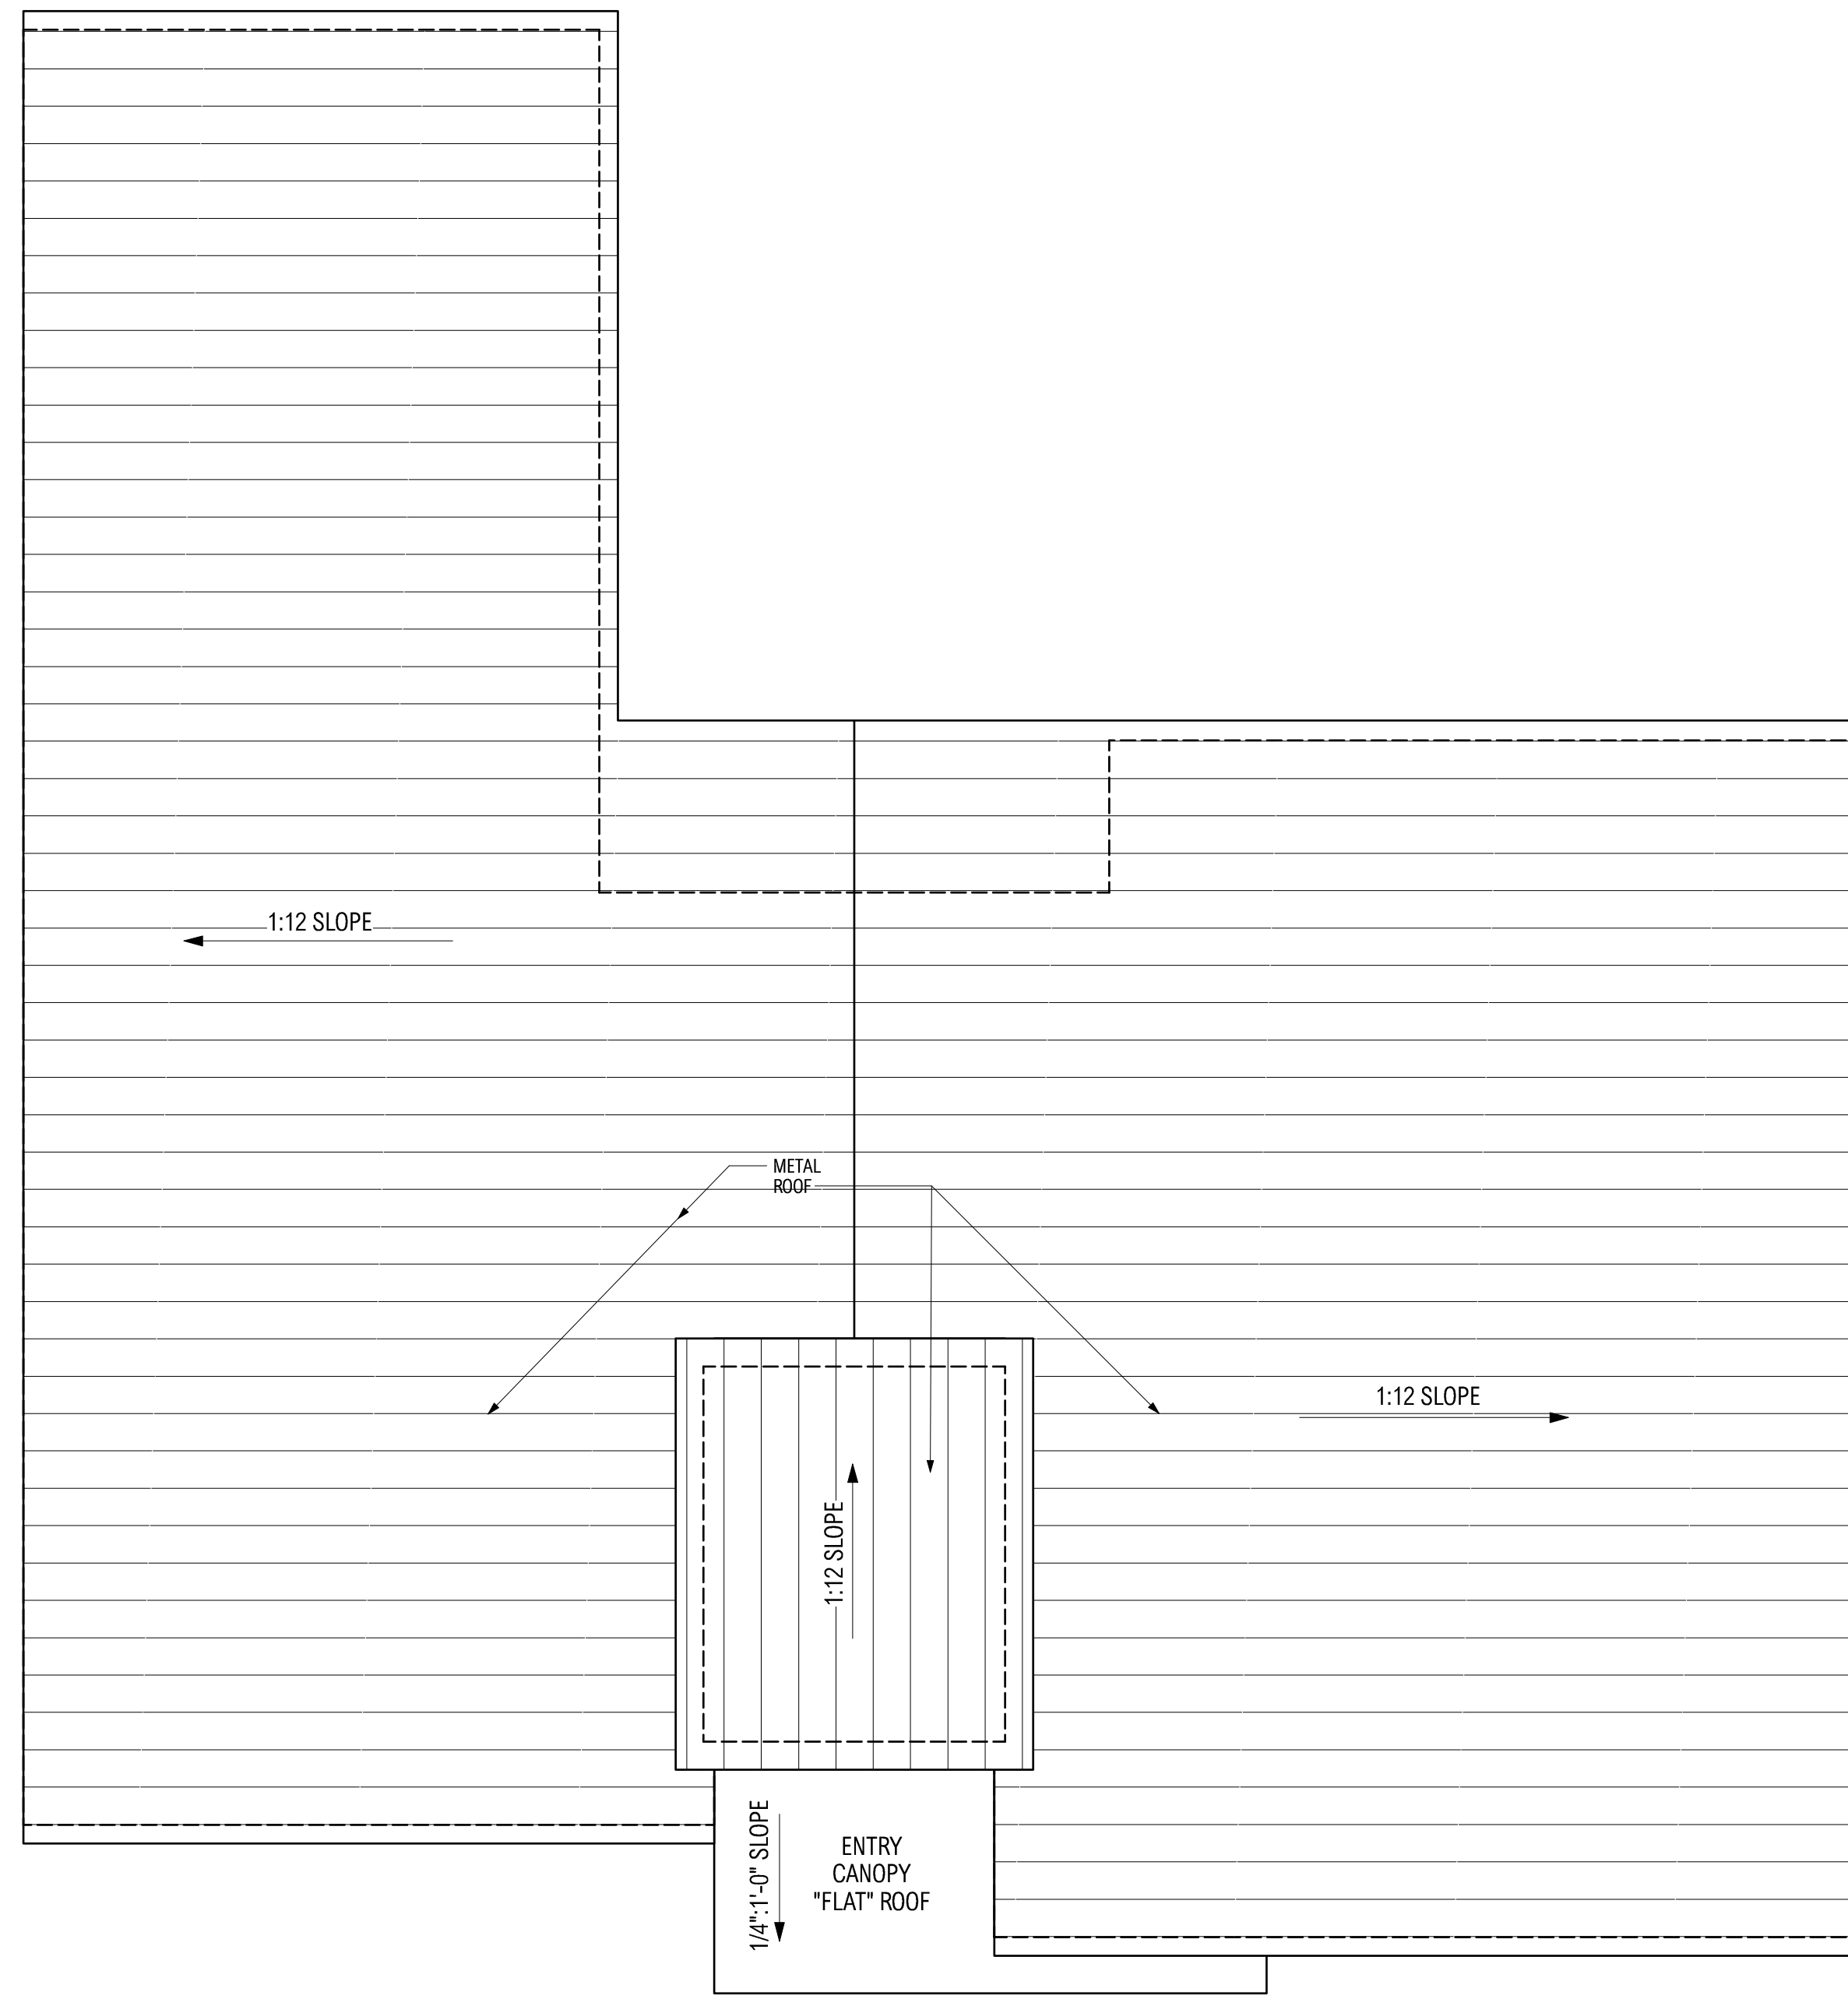 1:12 SLOPE
METAL
ROOF
1:12 SLOPE
1:12 SLOPE
1/4":1'-0" SLOPE
ENTRY
CANOPY
"FLAT" ROOF